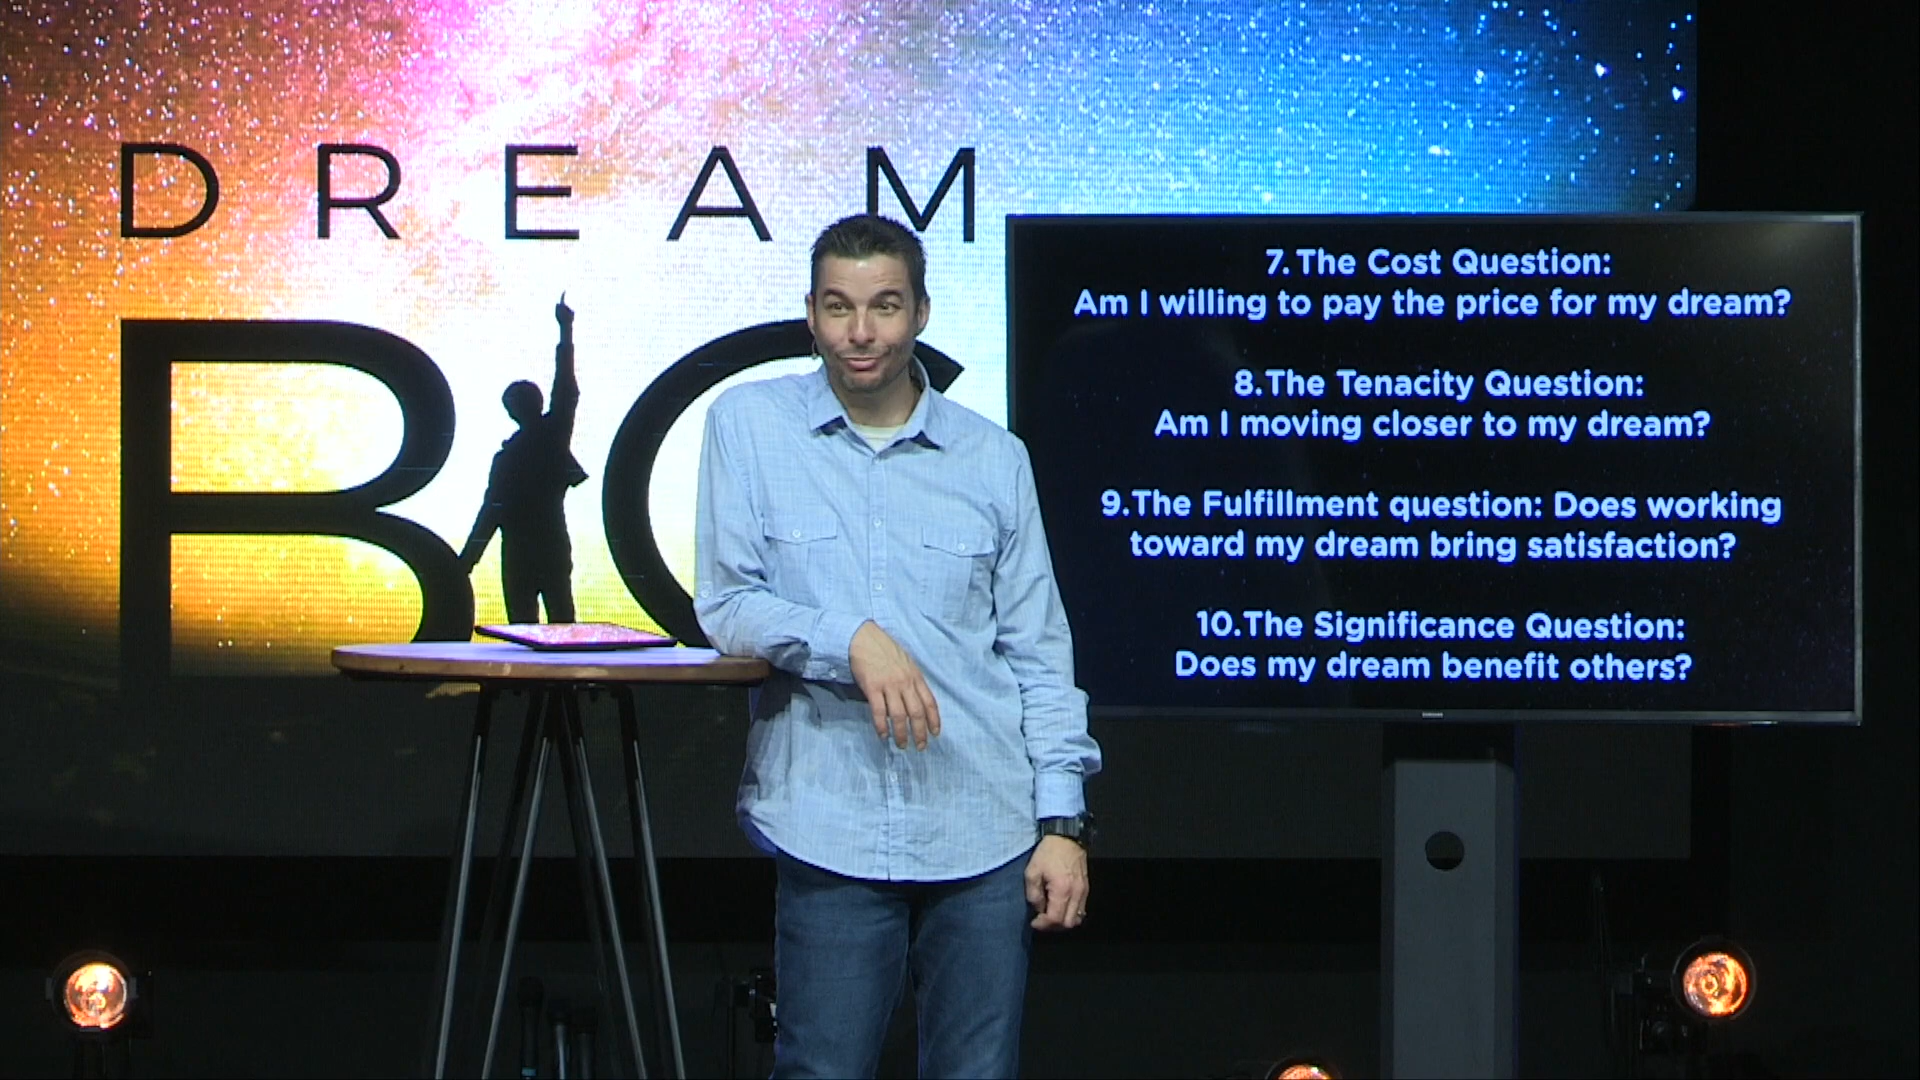 DREAM
BIG
7. The Cost Question:
Am I willing to pay the price for my dream?
8.The Tenacity Question:
Am I moving closer to my dream?
9.The Fulfillment question: Does working
toward my dream bring satisfaction?
10.The Significance Question:
Does my dream benefit others?